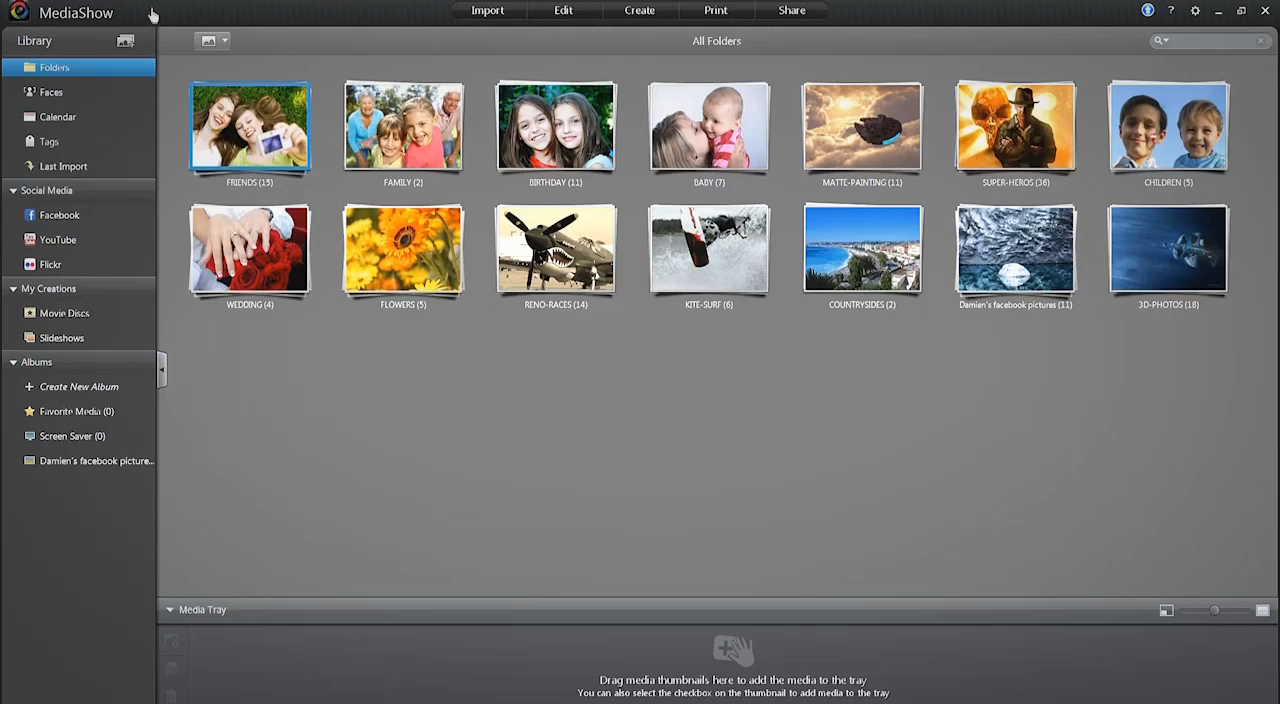 MediaShow
Import Edit Create Print Share
?
Library
All Folders
Folders
Faces
Calendar
Tags
Last Import
Social Media
Facebook
YouTube
Flickr
My Creations
Movie Discs
Slideshows
Albums
Create New Album
Favorite Media (0)
Screen Saver (0)
Damien's facebook picture...
FRIENDS (15)
FAMILY (2)
BIRTHDAY (11)
BABY (7)
MATTE-PAINTING (11)
SUPER-HEROS (36)
CHILDREN (5)
WEDDING (4)
FLOWERS (5)
RENO-RACES (14)
KITE-SURF (6)
COUNTRYSIDES (2)
Damien's facebook pictures (11)
3D-PHOTOS (18)
Media Tray
Drag media thumbnails here to add the media to the tray
You can also select the checkbox on the thumbnail to add media to the tray